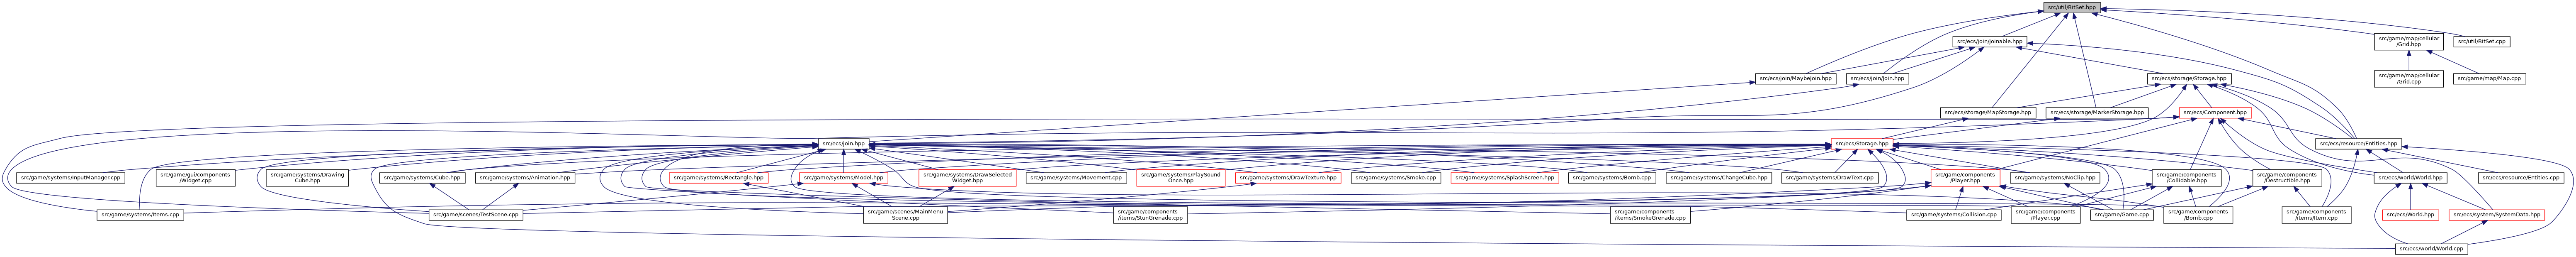 src/util/BitSet.hpp
src/ecs/join/Joinable.hpp
src/game/map/cellular
/Grid.hpp
src/util/BitSet.cpp
src/ecs/join/MaybeJoin.hpp
src/ecs/join/Join.hpp
src/ecs/storage/Storage.hpp
src/game/map/cellular
/Grid.cpp
src/game/map/Map.cpp
src/ecs/storage/MapStorage.hpp
src/ecs/storage/MarkerStorage.hpp
src/ecs/Component.hpp
src/ecs/join.hpp
src/ecs/Storage.hpp
src/ecs/resource/Entities.hpp
src/game/systems/InputManager.cpp
src/game/gui/components
/Widget.cpp
src/game/systems/Drawing
Cube.hpp
src/game/systems/Cube.hpp
src/game/systems/Animation.hpp
src/game/systems/Rectangle.hpp
src/game/systems/Model.hpp
src/game/systems/DrawSelected
Widget.hpp
src/game/systems/Movement.cpp
src/game/systems/PlaySound
Once.hpp
src/game/systems/DrawTexture.hpp
src/game/systems/Smoke.cpp
src/game/systems/SplashScreen.hpp
src/game/systems/Bomb.cpp
src/game/systems/ChangeCube.hpp
src/game/systems/DrawText.cpp
src/game/components
/Player.hpp
src/game/systems/NoClip.hpp
src/game/components
/Collidable.hpp
src/game/components
/Destructible.hpp
src/ecs/world/World.hpp
src/ecs/resource/Entities.cpp
src/game/systems/Items.cpp
src/game/scenes/TestScene.cpp
src/game/scenes/MainMenu
Scene.cpp
src/game/components
/items/StunGrenade.cpp
src/game/components
/items/SmokeGrenade.cpp
src/game/systems/Collision.cpp
src/game/components
/Player.cpp
src/game/Game.cpp
src/game/components
/Bomb.cpp
src/game/components
/items/Item.cpp
src/ecs/World.hpp
src/ecs/system/SystemData.hpp
src/ecs/world/World.cpp